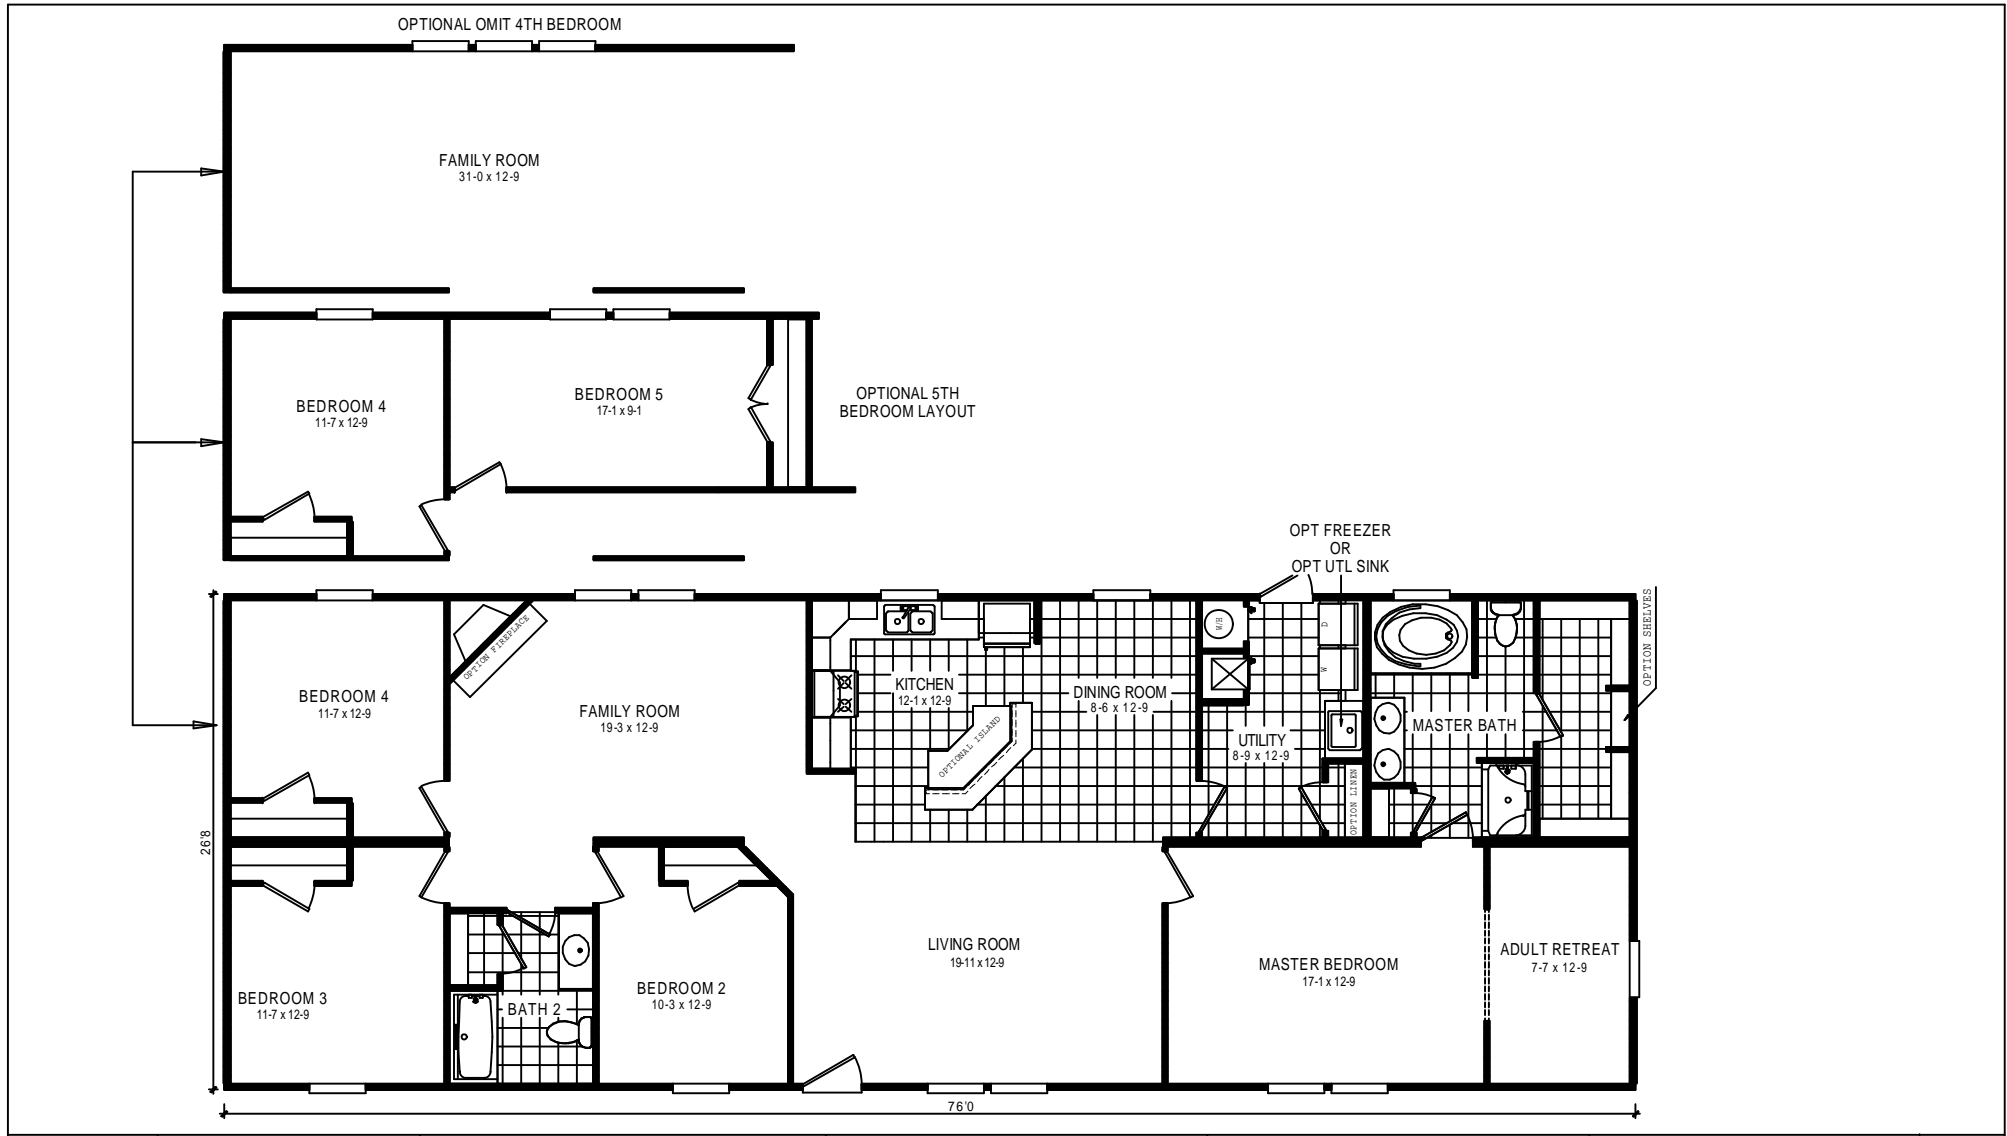 OPTIONAL OMIT 4TH BEDROOM
FAMILY ROOM
31-0 x 12-9
BEDROOM 4
11-7 x 12-9
BEDROOM 5
17-1 x 9-1
OPTIONAL 5TH
BEDROOM LAYOUT
OPT FREEZER
OR
OPT UTL SINK
OPTION SHELVES
OPTION FIREPLACE
BEDROOM 4
11-7 x 12-9
FAMILY ROOM
19-3 x 12-9
KITCHEN
12-1 x 12-9
OPTIONAL ISLAND
DINING ROOM
8-6 x 12-9
W/H
D
W
UTILITY
8-9 x 12-9
OPTION LINEN
MASTER BATH
26'8
BEDROOM 3
11-7 x 12-9
BATH 2
BEDROOM 2
10-3 x 12-9
LIVING ROOM
19-11 x 12-9
MASTER BEDROOM
17-1 x 12-9
ADULT RETREAT
7-7 x 12-9
76'0